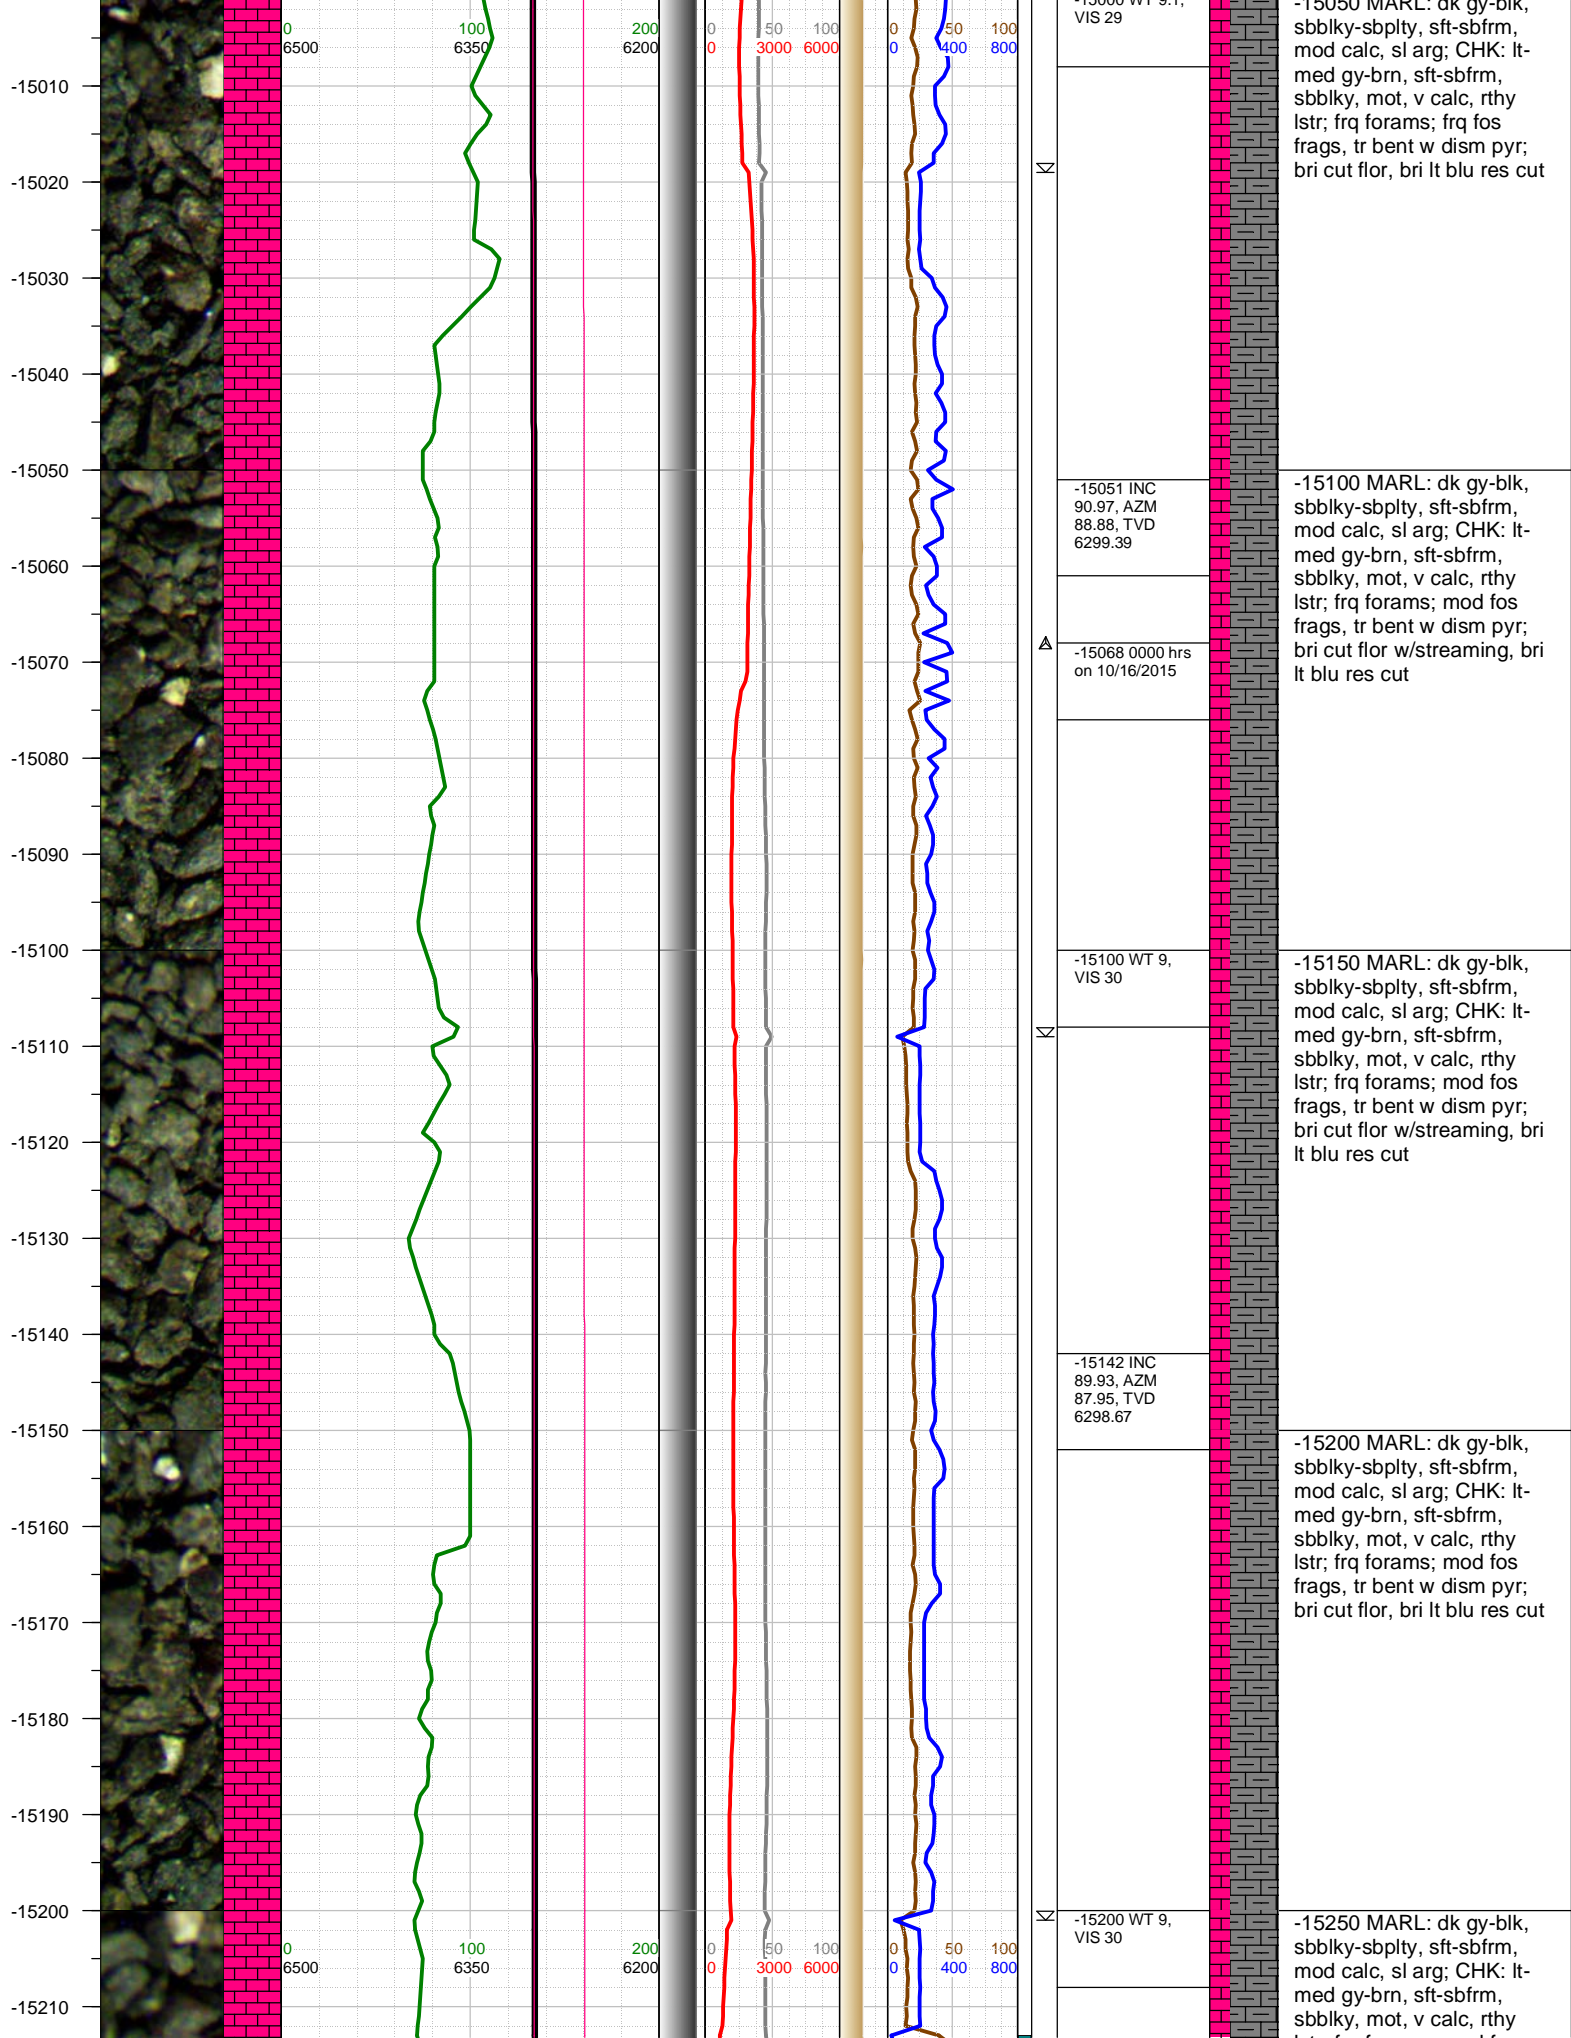 0 100 200
6500 6350 6200
0 50 100
0 3000 6000
0 50 100
0 400 800
-15000 WT 9.1,
VIS 29
-15050 MARL: dk gy-blk,
sbblky-sbplty, sft-sbfrm,
mod calc, sl arg; CHK: lt-
med gy-brn, sft-sbfrm,
sbblky, mot, v calc, rthy
lstr; frq forams; frq fos
frags, tr bent w dism pyr;
bri cut flor, bri lt blu res cut
-15010
-15020
-15030
-15040
-15050
-15051 INC
90.97, AZM
88.88, TVD
6299.39
-15100 MARL: dk gy-blk,
sbblky-sbplty, sft-sbfrm,
mod calc, sl arg; CHK: lt-
med gy-brn, sft-sbfrm,
sbblky, mot, v calc, rthy
lstr; frq forams; mod fos
frags, tr bent w dism pyr;
bri cut flor w/streaming, bri
lt blu res cut
-15060
-15068 0000 hrs
on 10/16/2015
-15070
-15080
-15090
-15100
-15100 WT 9,
VIS 30
-15150 MARL: dk gy-blk,
sbblky-sbplty, sft-sbfrm,
mod calc, sl arg; CHK: lt-
med gy-brn, sft-sbfrm,
sbblky, mot, v calc, rthy
lstr; frq forams; mod fos
frags, tr bent w dism pyr;
bri cut flor w/streaming, bri
lt blu res cut
-15110
-15120
-15130
-15140
-15142 INC
89.93, AZM
87.95, TVD
6298.67
-15150
-15200 MARL: dk gy-blk,
sbblky-sbplty, sft-sbfrm,
mod calc, sl arg; CHK: lt-
med gy-brn, sft-sbfrm,
sbblky, mot, v calc, rthy
lstr; frq forams; mod fos
frags, tr bent w dism pyr;
bri cut flor, bri lt blu res cut
-15160
-15170
-15180
-15190
-15200
-15200 WT 9,
VIS 30
-15250 MARL: dk gy-blk,
sbblky-sbplty, sft-sbfrm,
mod calc, sl arg; CHK: lt-
med gy-brn, sft-sbfrm,
sbblky, mot, v calc, rthy
0 100 200
6500 6350 6200
0 50 100
0 3000 6000
0 50 100
0 400 800
-15210